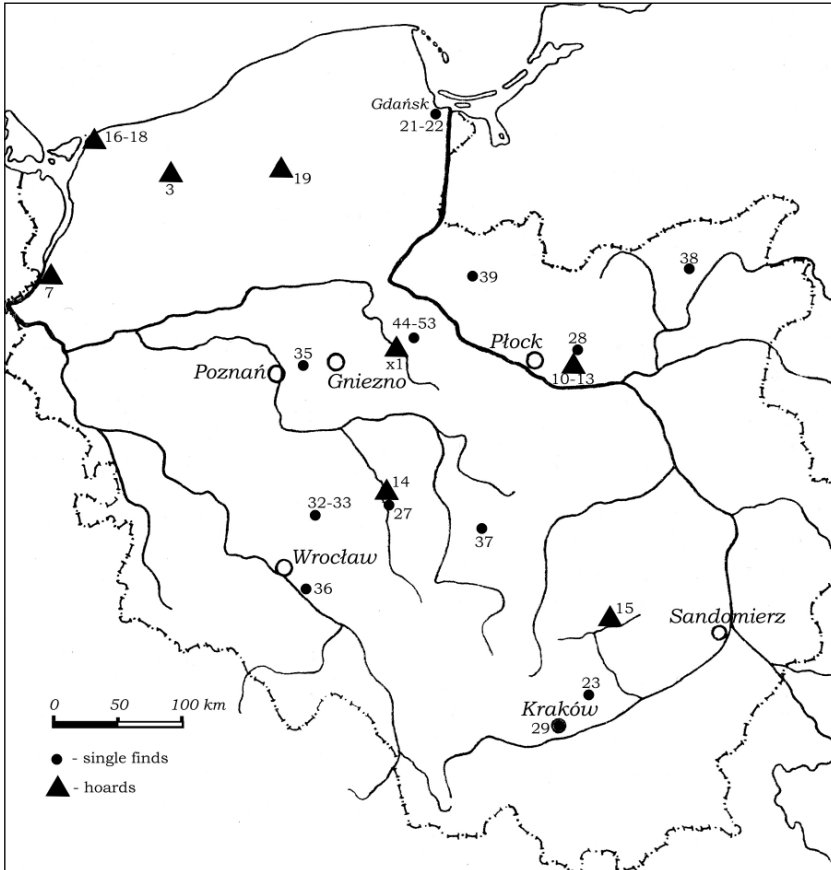 Gdańsk
21-22
16-18
3
19
7
39
38
44-53
Płock
28
35
Poznań
Gniezno
x1
10-13
14
32-33
27
37
Wrocław
36
15
Sandomierz
0 50 100 km
23
Kraków
29
- single finds
- hoards